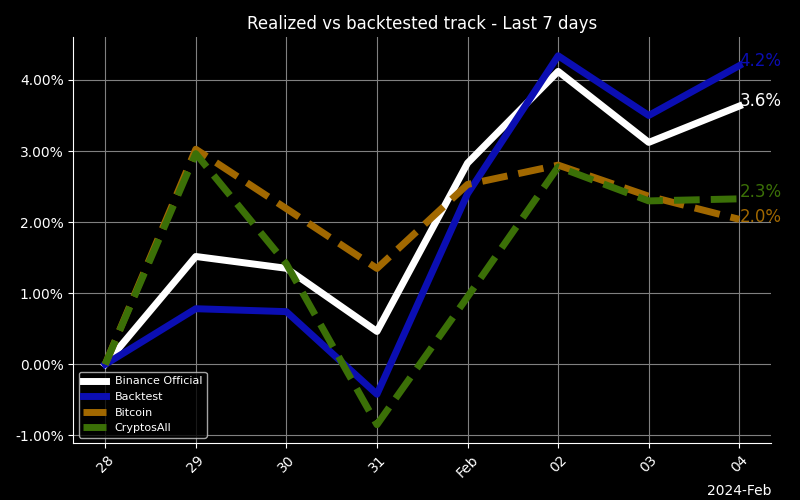 Realized vs backtested track - Last 7 days
4.00%
3.00%
2.00%
1.00%
0.00%
-1.00%
4.2%
3.6%
2.3%
2.0%
Binance Official
Backtest
Bitcoin
CryptosAll
28
29
30
31
Feb
02
03
04
2024-Feb